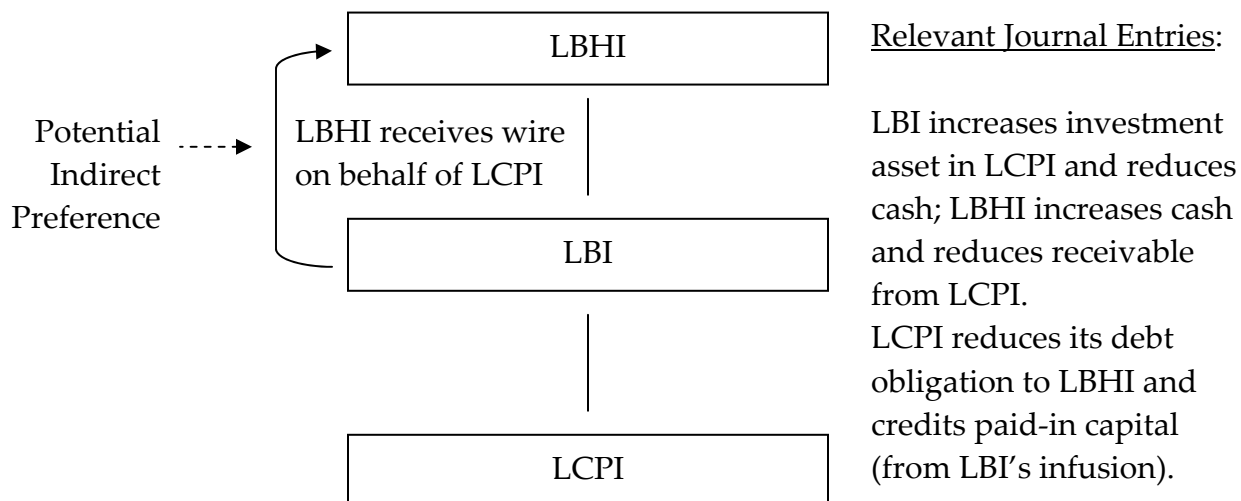 LBHI
Relevant Journal Entries:
Potential
Indirect
Preference
LBHI receives wire
on behalf of LCPI
LBI increases investment
asset in LCPI and reduces
cash; LBHI increases cash
and reduces receivable
from LCPI.
LCPI reduces its debt
obligation to LBHI and
credits paid-in capital
(from LBI’s infusion).
LBI
LCPI